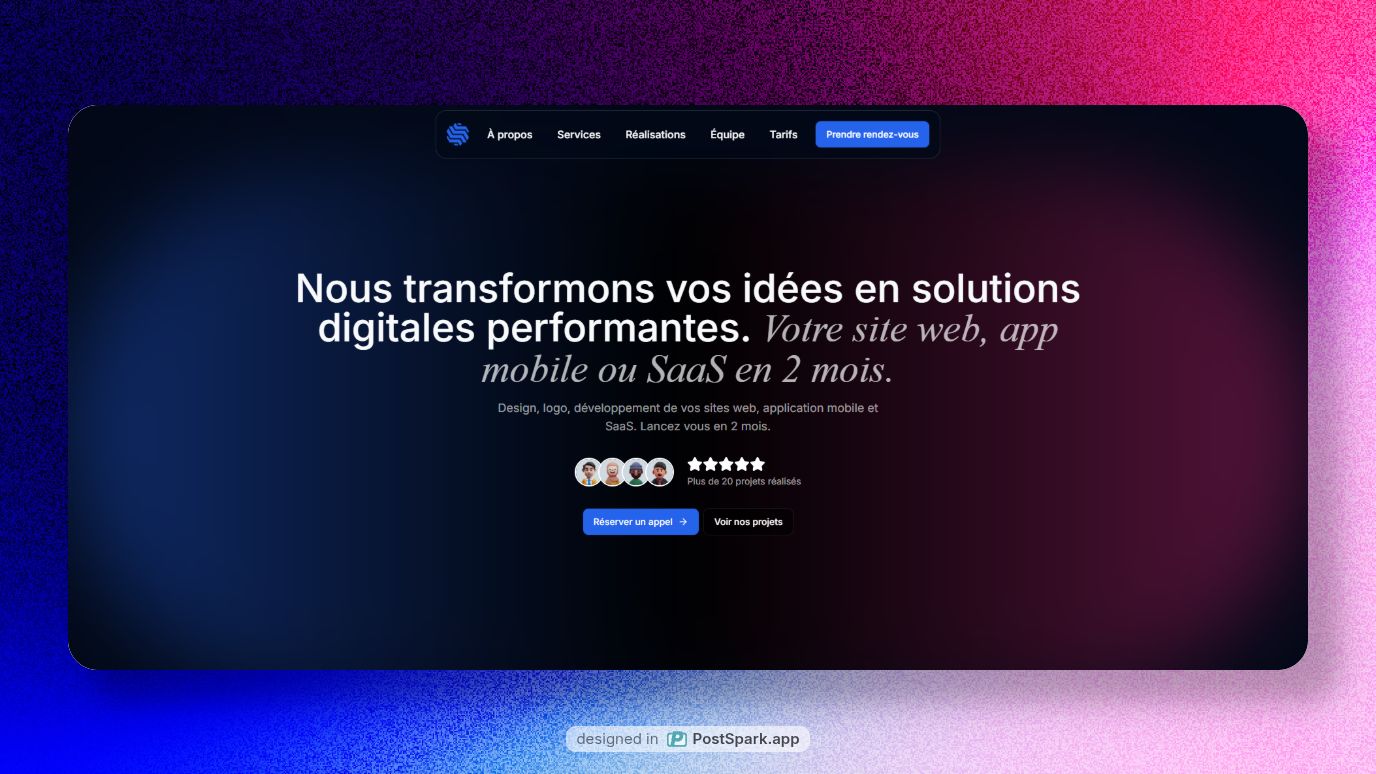 À propos
Services
Réalisations
Équipe
Tarifs
Prendre rendez-vous
Nous transformons vos idées en solutions
digitales performantes. Votre site web, app
mobile ou SaaS en 2 mois.
Design, logo, développement de vos sites web, application mobile et
SaaS. Lancez vous en 2 mois.
Plus de 20 projets réalisés
Réserver un appel →
Voir nos projets
designed in PostSpark.app